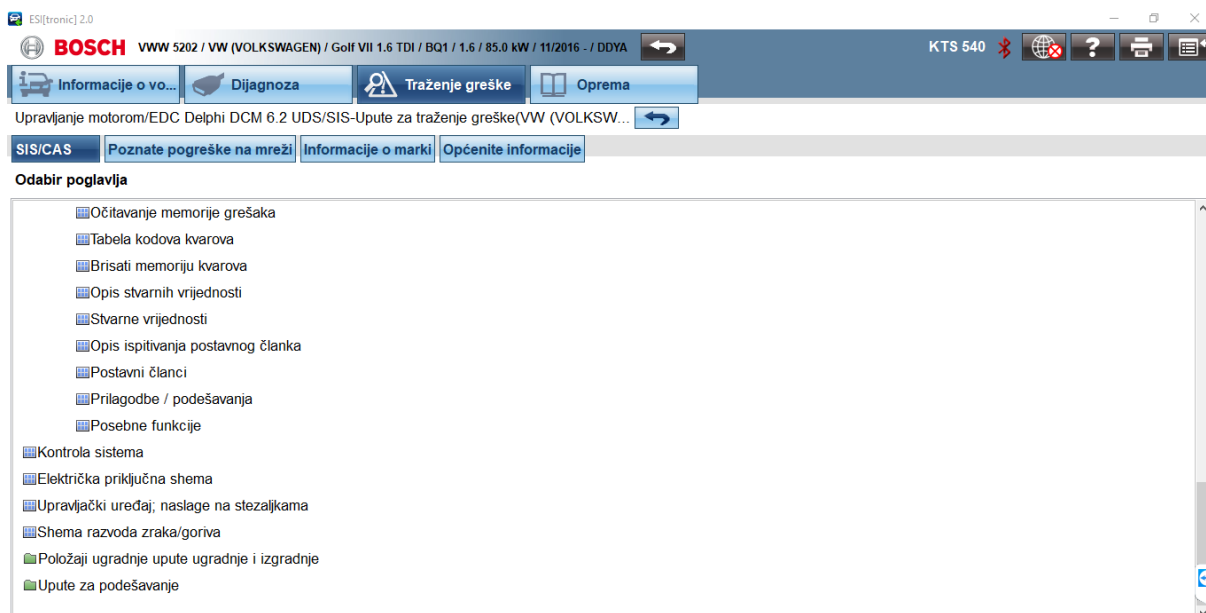 ESI[tronic] 2.0
BOSCH VWW 5202 / VW (VOLKSWAGEN) / Golf VII 1.6 TDI / BQ1 / 1.6 / 85.0 kW / 11/2016 - / DDYA KTS 540 ?
Informacije o vo... Dijagnoza Traženje greške Oprema
Upravljanje motorom/EDC Delphi DCM 6.2 UDS/SIS-Upute za traženje greške(VW (VOLKSW...
SIS/CAS Poznate pogreške na mreži Informacije o marki Općenite informacije
Odabir poglavlja
Očitavanje memorije grešaka
Tabela kodova kvarova
Brisati memoriju kvarova
Opis stvarnih vrijednosti
Stvarne vrijednosti
Opis ispitivanja postavnog članka
Postavni članci
Prilagodbe / podešavanja
Posebne funkcije
Kontrola sistema
Električka priključna shema
Upravljački uređaj; naslage na stezaljkama
Shema razvoda zraka/goriva
Položaji ugradnje upute ugradnje i izgradnje
Upute za podešavanje